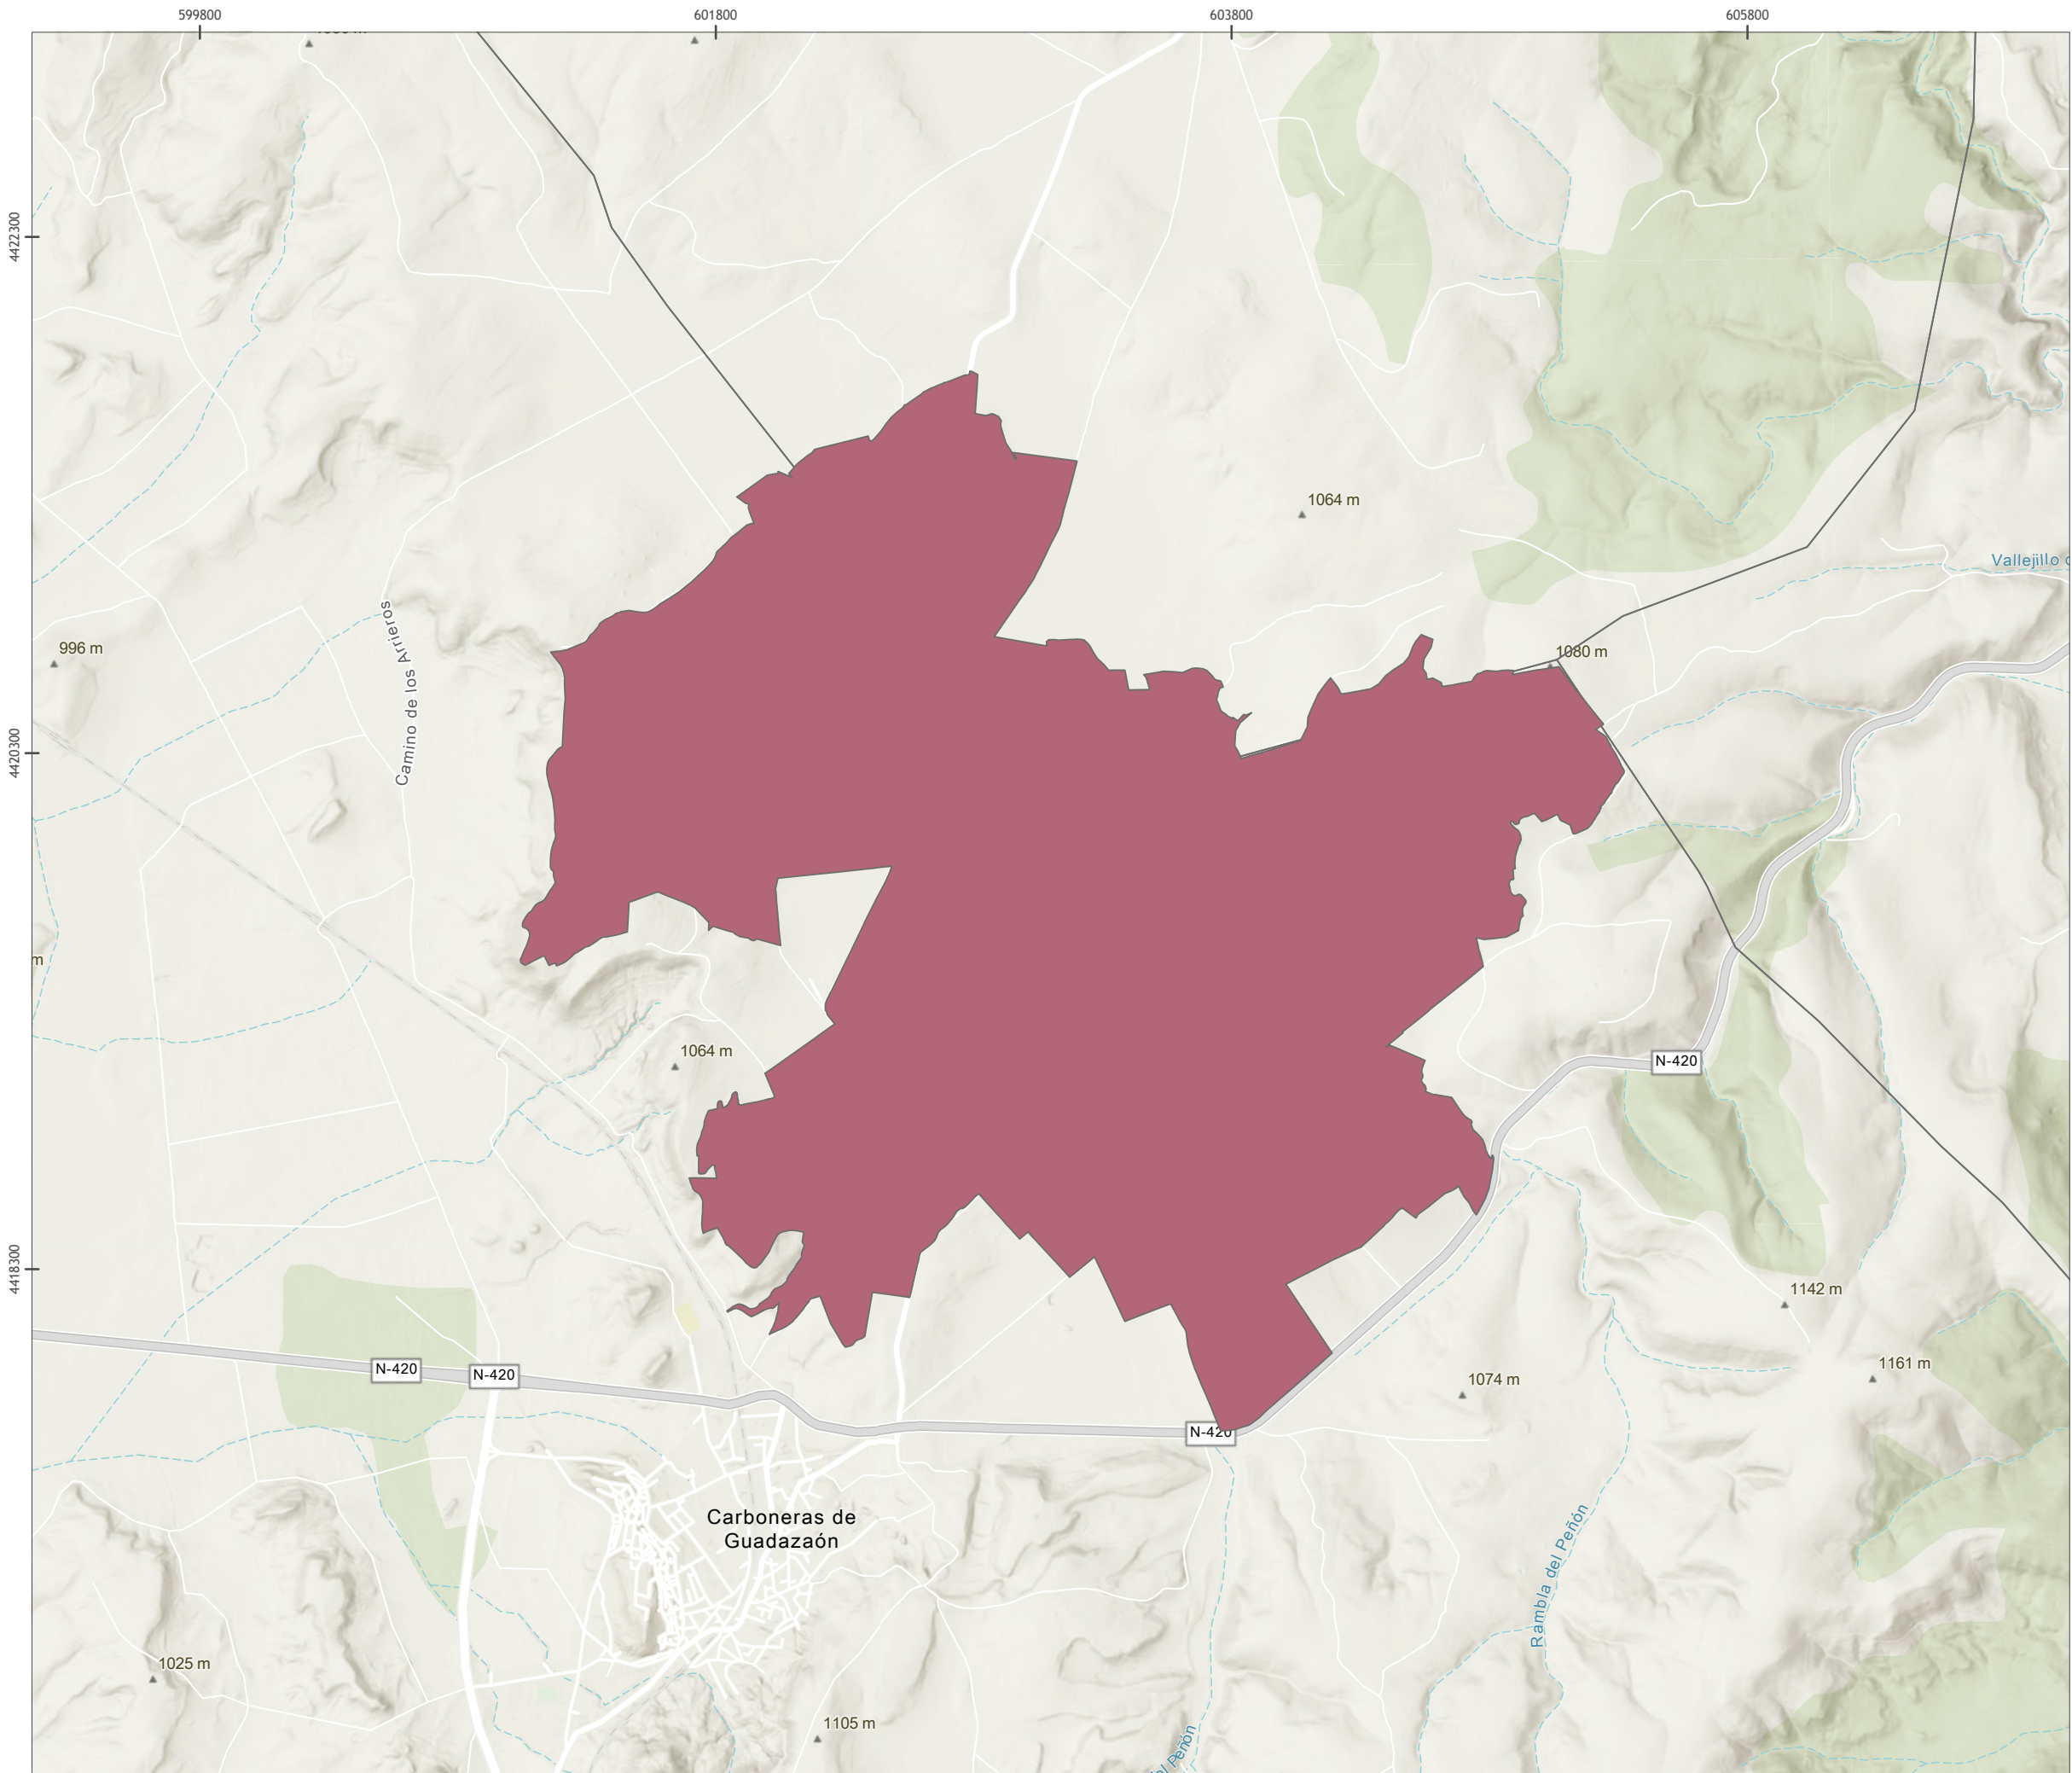 599800
601800
603800
605800
4422300
1064 m
Vallejillo
Camino de los Arrieros
996 m
1080 m
4420300
m
1064 m
N-420
4418300
1142 m
1161 m
N-420
N-420
1074 m
N-420
Carboneras de
Guadazaón
Rambla del Peñón
1025 m
1105 m
Peñón